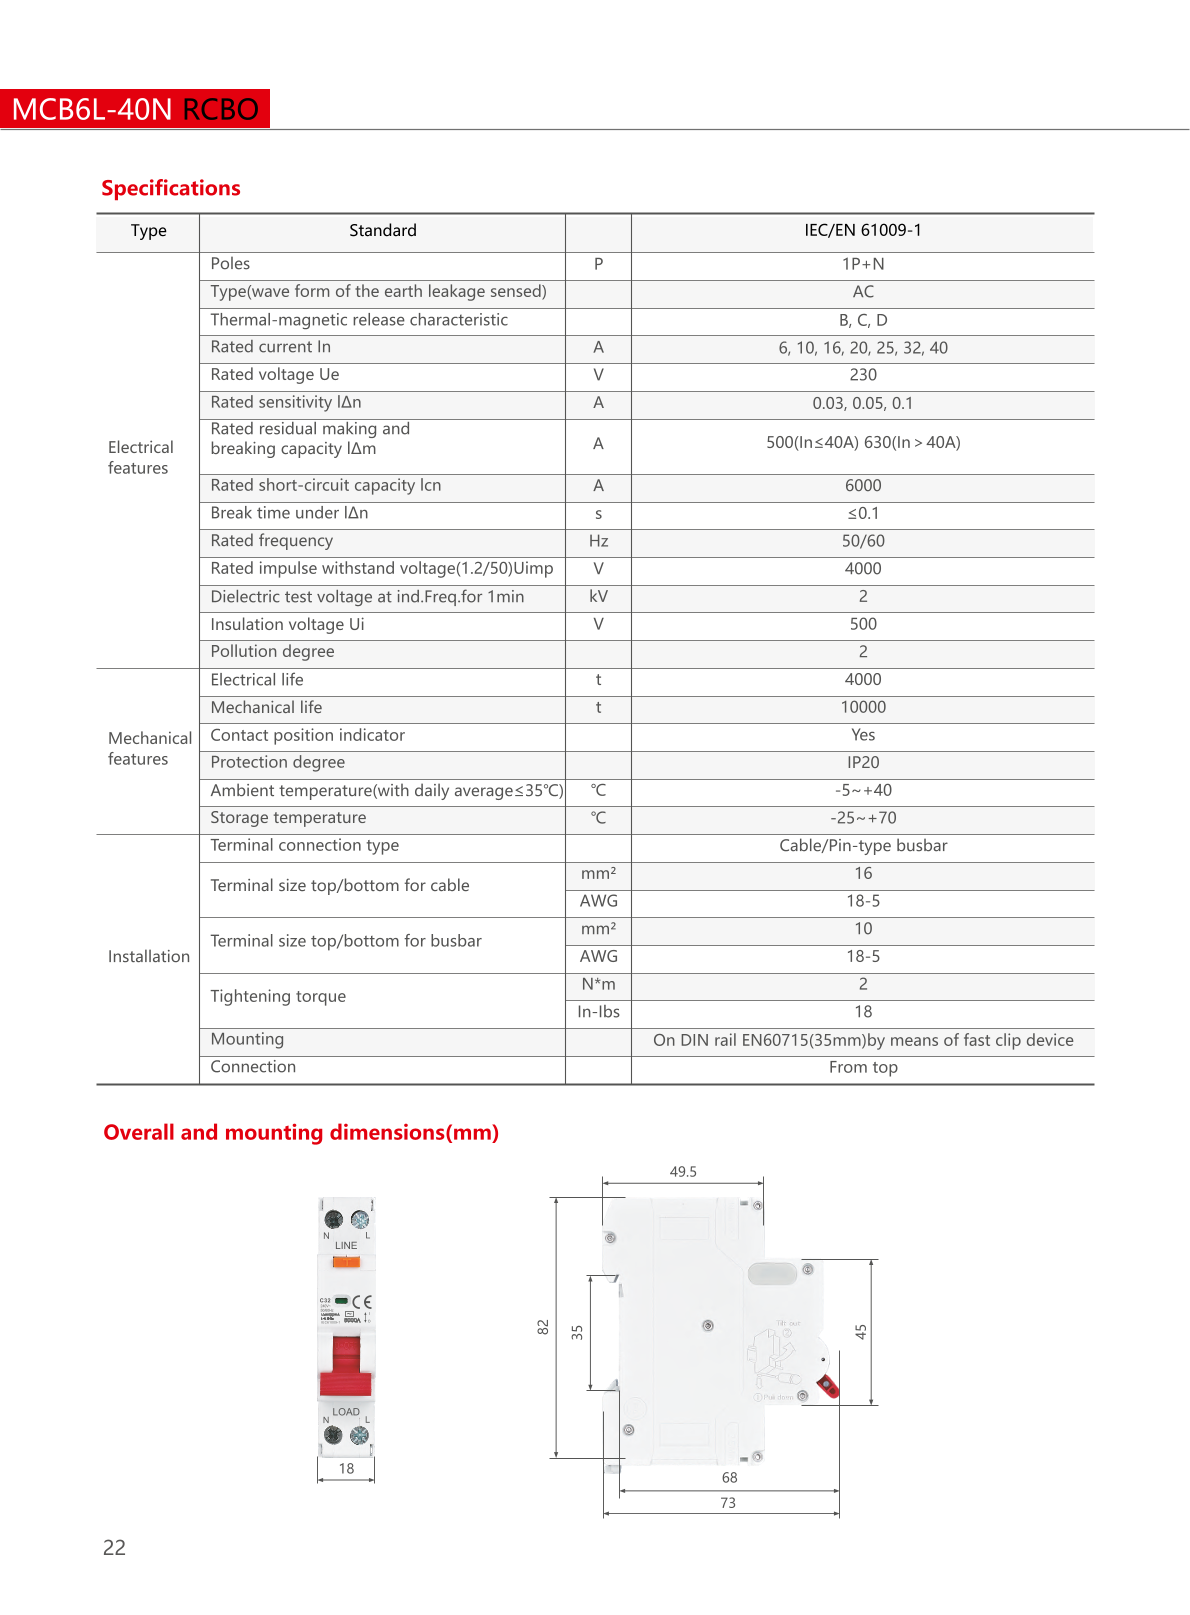 MCB6L-40N RCBO
Specifications
Type Standard IEC/EN 61009-1
Electrical
features
Poles P 1P+N
Type(wave form of the earth leakage sensed) AC
Thermal-magnetic release characteristic B, C, D
Rated current In A 6, 10, 16, 20, 25, 32, 40
Rated voltage Ue V 230
Rated sensitivity l∆n A 0.03, 0.05, 0.1
Rated residual making and
breaking capacity l∆m A 500(In≤40A) 630(In＞40A)
Rated short-circuit capacity lcn A 6000
Break time under l∆n s ≤0.1
Rated frequency Hz 50/60
Rated impulse withstand voltage(1.2/50)Uimp V 4000
Dielectric test voltage at ind.Freq.for 1min kV 2
Insulation voltage Ui V 500
Pollution degree 2
Mechanical
features
Electrical life t 4000
Mechanical life t 10000
Contact position indicator Yes
Protection degree IP20
Ambient temperature(with daily average≤35℃) ℃ -5~+40
Storage temperature ℃ -25~+70
Installation
Terminal connection type Cable/Pin-type busbar
Terminal size top/bottom for cable mm² 16
AWG 18-5
Terminal size top/bottom for busbar mm² 10
AWG 18-5
Tightening torque N*m 2
In-Ibs 18
Mounting On DIN rail EN60715(35mm)by means of fast clip device
Connection From top
Overall and mounting dimensions(mm)
N L
LINE
C32 CE
6000A
LOAD
N L
18
49.5
82
35
45
Tilt out
②
① Pull down
68
73
22